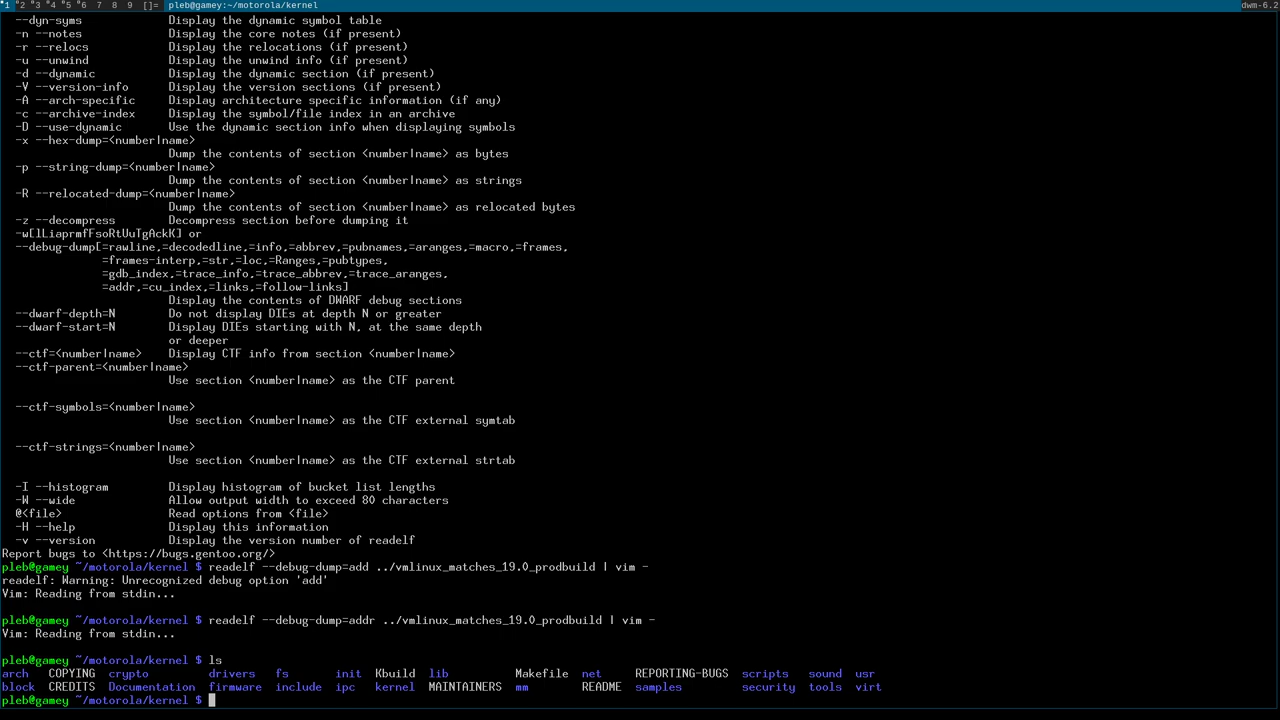 1 2 3 4 5 6 7 8 9 []= pleb@gamey:~/motorola/kernel dwm-6.2
--dyn-syms Display the dynamic symbol table
-n --notes Display the core notes (if present)
-r --relocs Display the relocations (if present)
-u --unwind Display the unwind info (if present)
-d --dynamic Display the dynamic section (if present)
-V --version-info Display the version sections (if present)
-A --arch-specific Display architecture specific information (if any)
-c --archive-index Display the symbol/file index in an archive
-D --use-dynamic Use the dynamic section info when displaying symbols
-x --hex-dump=<number|name>
Dump the contents of section <number|name> as bytes
-p --string-dump=<number|name>
Dump the contents of section <number|name> as strings
-R --relocated-dump=<number|name>
Dump the contents of section <number|name> as relocated bytes
-z --decompress Decompress section before dumping it
-w[lLiaprmfFsoRtUuTgAckK] or
--debug-dump[=rawline,=decodedline,=info,=abbrev,=pubnames,=aranges,=macro,=frames,
=frames-interp,=str,=loc,=Ranges,=pubtypes,
=gdb_index,=trace_info,=trace_abbrev,=trace_aranges,
=addr,=cu_index,=links,=follow-links]
Display the contents of DWARF debug sections
--dwarf-depth=N Do not display DIEs at depth N or greater
--dwarf-start=N Display DIEs starting with N, at the same depth
or deeper
--ctf=<number|name> Display CTF info from section <number|name>
--ctf-parent=<number|name>
Use section <number|name> as the CTF parent
--ctf-symbols=<number|name>
Use section <number|name> as the CTF external symtab
--ctf-strings=<number|name>
Use section <number|name> as the CTF external strtab
-I --histogram Display histogram of bucket list lengths
-W --wide Allow output width to exceed 80 characters
@<file> Read options from <file>
-H --help Display this information
-v --version Display the version number of readelf
Report bugs to <https://bugs.gentoo.org/>
pleb@gamey ~/motorola/kernel $ readelf --debug-dump=add ../vmlinux_matches_19.0_prodbuild | vim -
readelf: Warning: Unrecognized debug option 'add'
Vim: Reading from stdin...
pleb@gamey ~/motorola/kernel $ readelf --debug-dump=addr ../vmlinux_matches_19.0_prodbuild | vim -
Vim: Reading from stdin...
pleb@gamey ~/motorola/kernel $ ls
arch COPYING crypto drivers fs init Kbuild lib Makefile net REPORTING-BUGS scripts sound usr
block CREDITS Documentation firmware include ipc kernel MAINTAINERS mm README samples security tools virt
pleb@gamey ~/motorola/kernel $